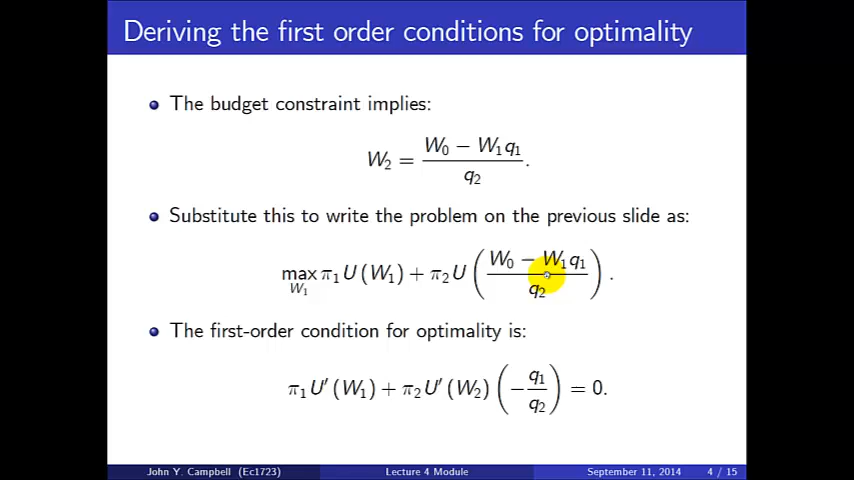 Deriving the first order conditions for optimality
The budget constraint implies:
W₂ = (W₀ − W₁q₁) / q₂.
Substitute this to write the problem on the previous slide as:
max_{W₁} π₁U(W₁) + π₂U((W₀ − W₁q₁) / q₂).
The first-order condition for optimality is:
π₁U′(W₁) + π₂U′(W₂)(−q₁/q₂) = 0.
John Y. Campbell (Ec1723) Lecture 4 Module September 11, 2014 4 / 15